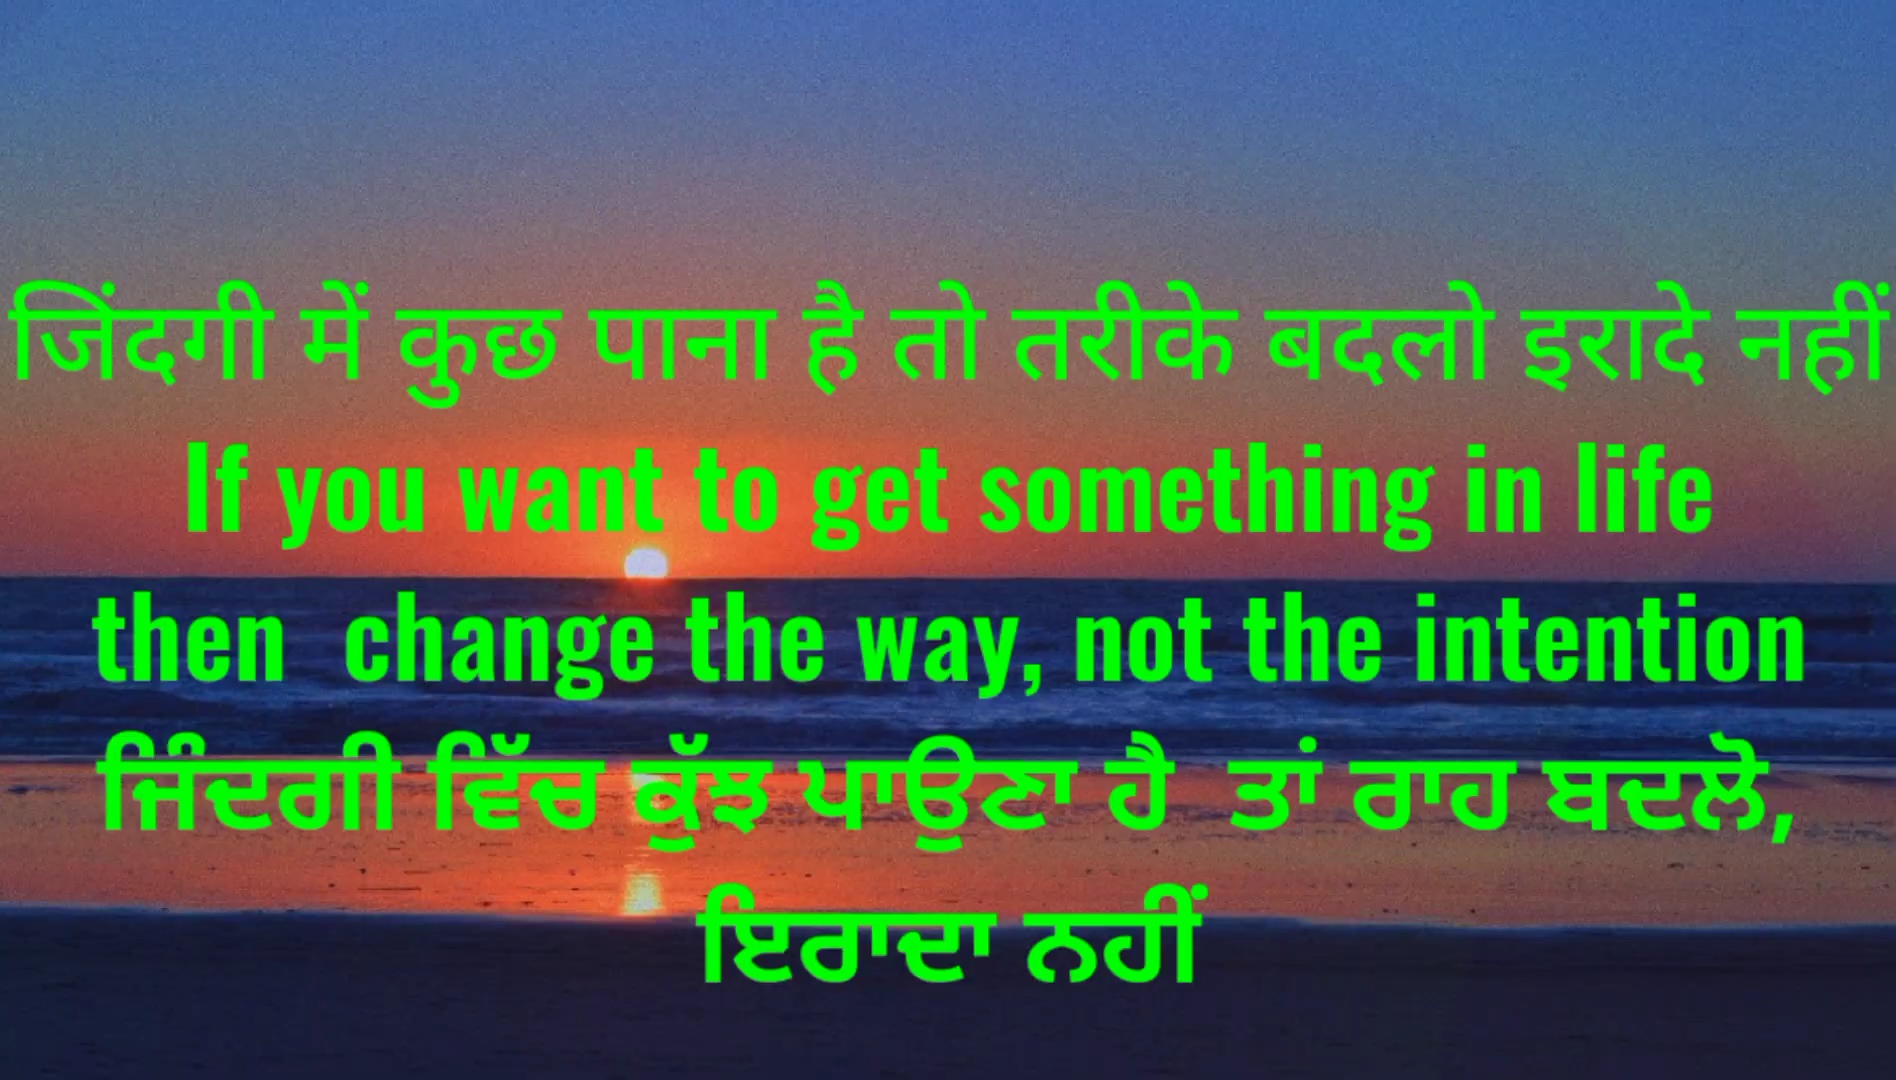 जिंदगी में कुछ पाना है तो तरीके बदलो इरादे नहीं
If you want to get something in life
then  change the way, not the intention
ਜਿੰਦਗੀ ਵਿੱਚ ਕੁੱਝ ਪਾਉਣਾ ਹੈ  ਤਾਂ ਰਾਹ ਬਦਲੋ,
ਇਰਾਦਾ ਨਹੀਂ